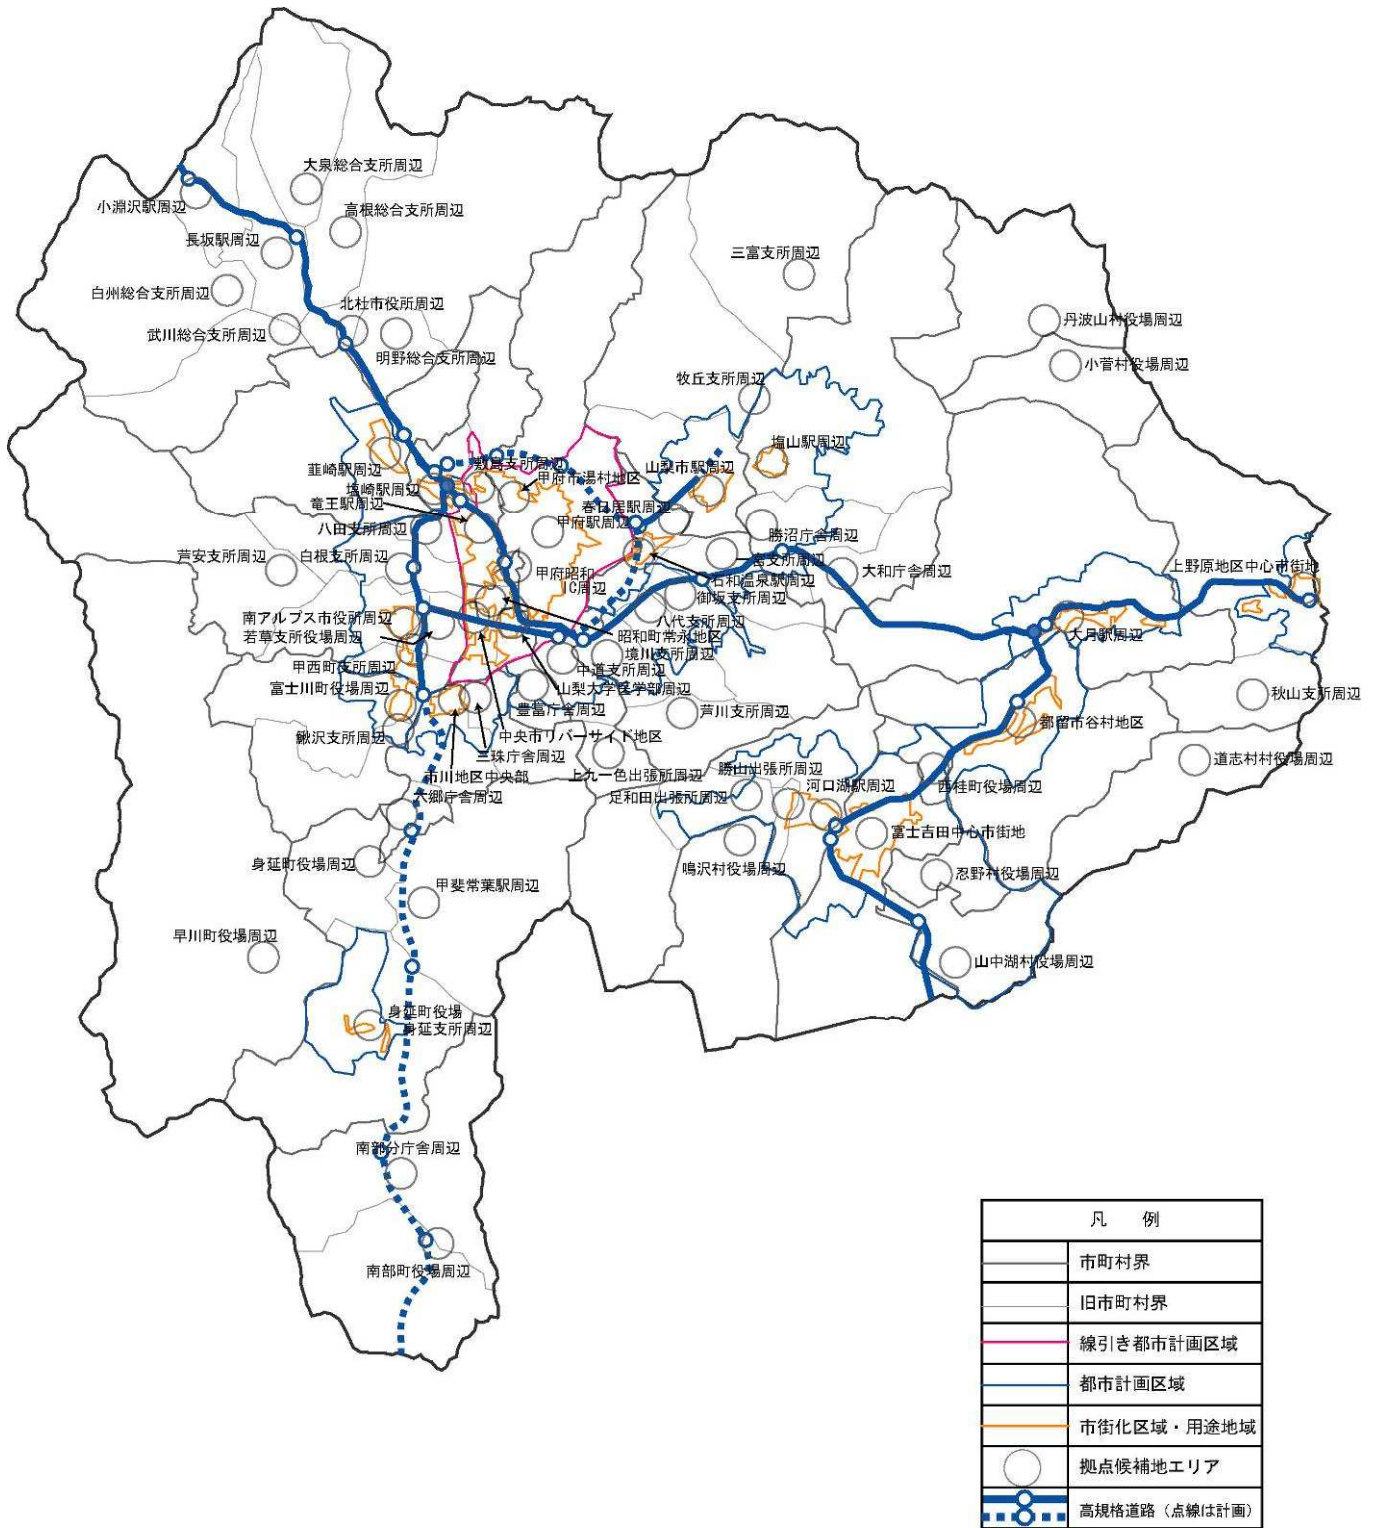 大泉総合支所周辺
小淵沢駅周辺
高根総合支所周辺
長坂駅周辺
三富支所周辺
白州総合支所周辺
北杜市役所周辺
丹波山村役場周辺
武川総合支所周辺
明野総合支所周辺
小菅村役場周辺
牧丘支所周辺
塩山駅周辺
韮崎駅周辺
敷島支所周辺
山梨市駅周辺
甲府市湯村地区
塩崎駅周辺
竜王駅周辺
春日居駅周辺
八田支所周辺
甲府駅周辺
勝沼庁舎周辺
芦安支所周辺
白根支所周辺
一宮支所周辺
甲府昭和
IC周辺
石和温泉駅周辺
大和庁舎周辺
上野原地区中心市街地
御坂支所周辺
南アルプス市役所周辺
八代支所周辺
若草支所役場周辺
昭和町常永地区
大月駅周辺
境川支所周辺
甲西町支所周辺
中道支所周辺
富士川町役場周辺
山梨大学医学部周辺
秋山支所周辺
豊富庁舎周辺
芦川支所周辺
都留市谷村地区
鰍沢支所周辺
中央市リバーサイド地区
三珠庁舎周辺
道志村村役場周辺
市川地区中央部
上九一色出張所周辺
勝山出張所周辺
河口湖駅周辺
西桂町役場周辺
六郷庁舎周辺
足和田出張所周辺
富士吉田中心市街地
身延町役場周辺
鳴沢村役場周辺
忍野村役場周辺
甲斐常葉駅周辺
早川町役場周辺
山中湖村役場周辺
身延町役場
身延支所周辺
南部分庁舎周辺
南部町役場周辺
凡 例
市町村界
旧市町村界
線引き都市計画区域
都市計画区域
市街化区域・用途地域
拠点候補地エリア
高規格道路（点線は計画）